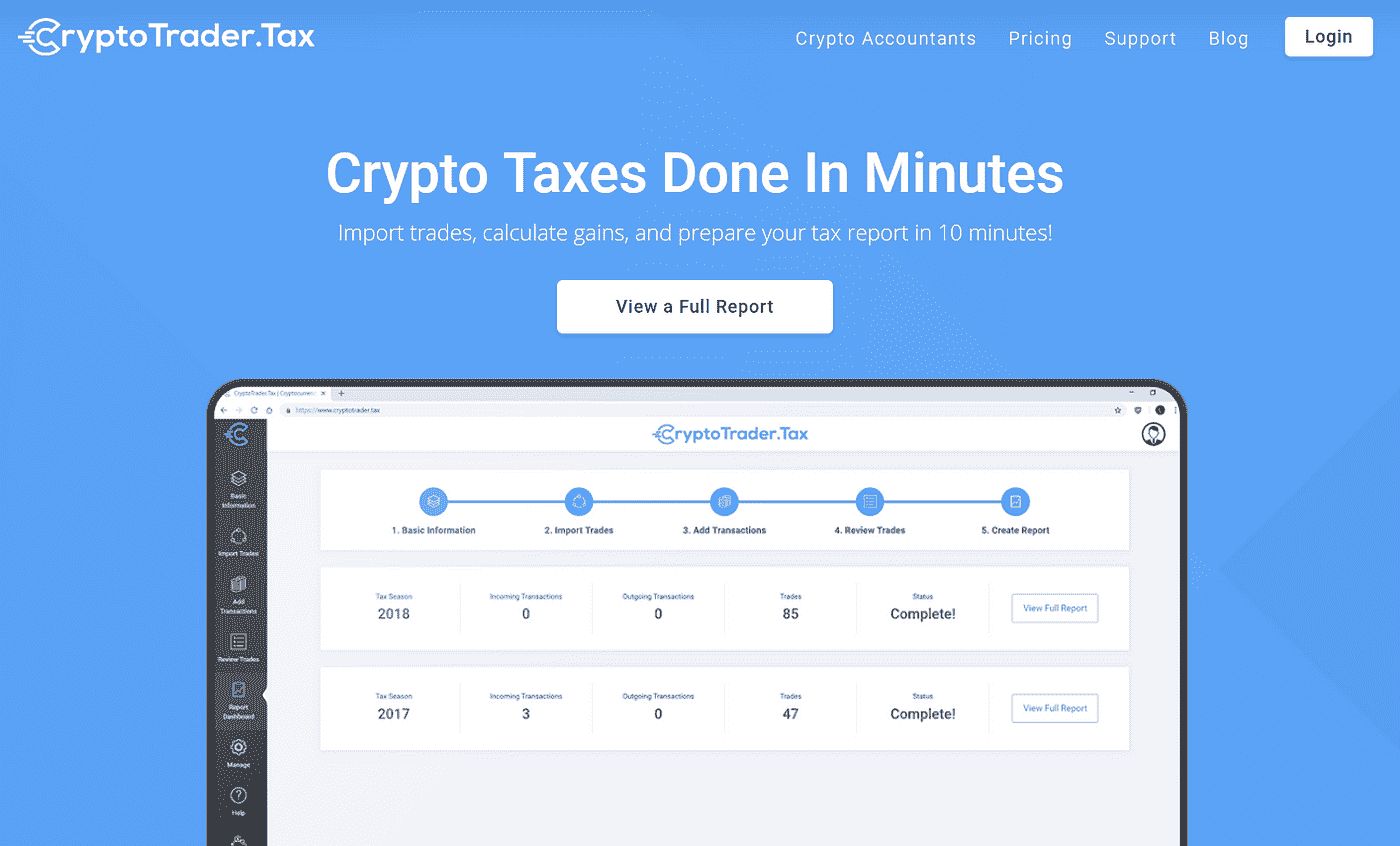 CryptoTrader.Tax
Crypto Accountants Pricing Support Blog Login
Crypto Taxes Done In Minutes
Import trades, calculate gains, and prepare your tax report in 10 minutes!
View a Full Report
CryptoTrader.Tax | Cryptocurrenc
https://www.cryptotrader.tax
CryptoTrader.Tax
Basic
Information
Import Trades
Add
Transactions
Review Trades
Report
Dashboard
Manage
Help
1. Basic Information 2. Import Trades 3. Add Transactions 4. Review Trades 5. Create Report
Tax Season Incoming Transactions Outgoing Transactions Trades Status
2018 0 0 85 Complete! View Full Report
Tax Season Incoming Transactions Outgoing Transactions Trades Status
2017 3 0 47 Complete! View Full Report